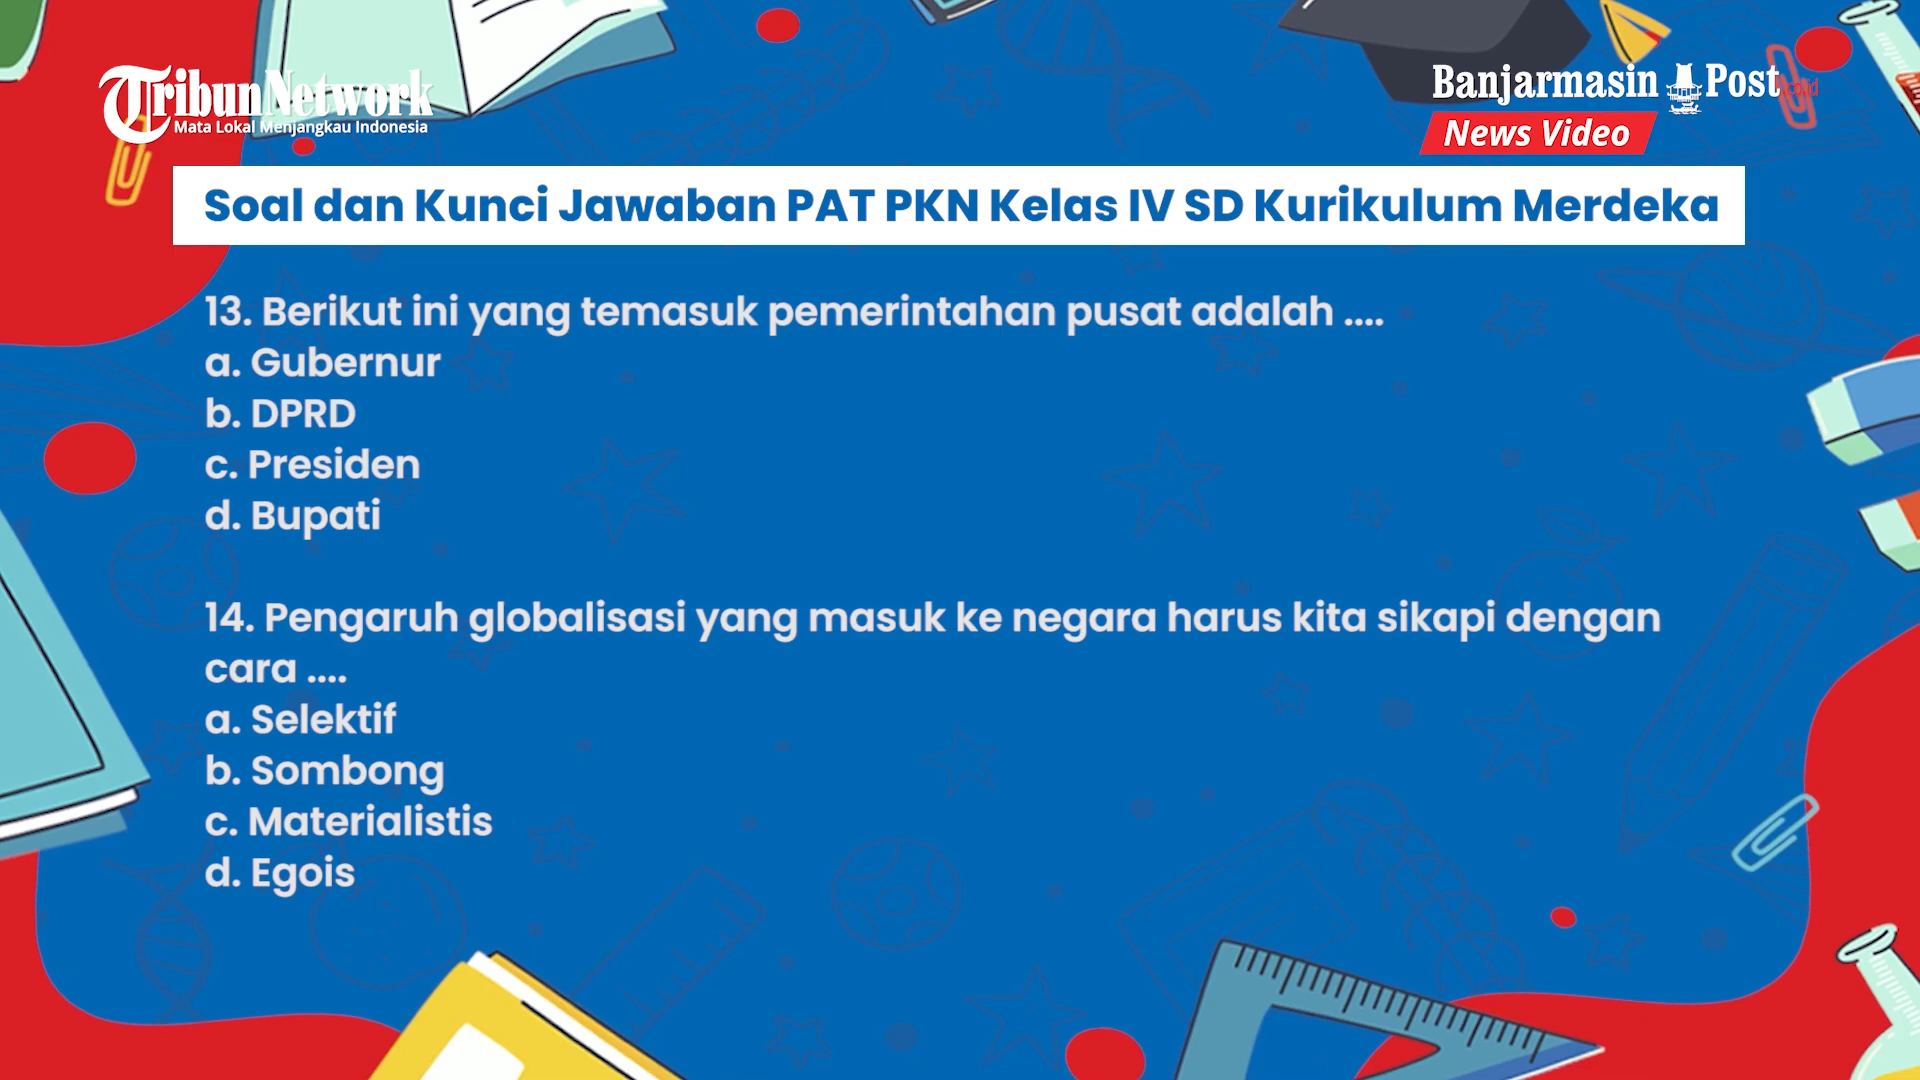 TribunNetwork
Mata Lokal Menjangkau Indonesia
Banjarmasin Post.co.id
News Video
Soal dan Kunci Jawaban PAT PKN Kelas IV SD Kurikulum Merdeka
13. Berikut ini yang temasuk pemerintahan pusat adalah ....
a. Gubernur
b. DPRD
c. Presiden
d. Bupati
14. Pengaruh globalisasi yang masuk ke negara harus kita sikapi dengan
cara ....
a. Selektif
b. Sombong
c. Materialistis
d. Egois